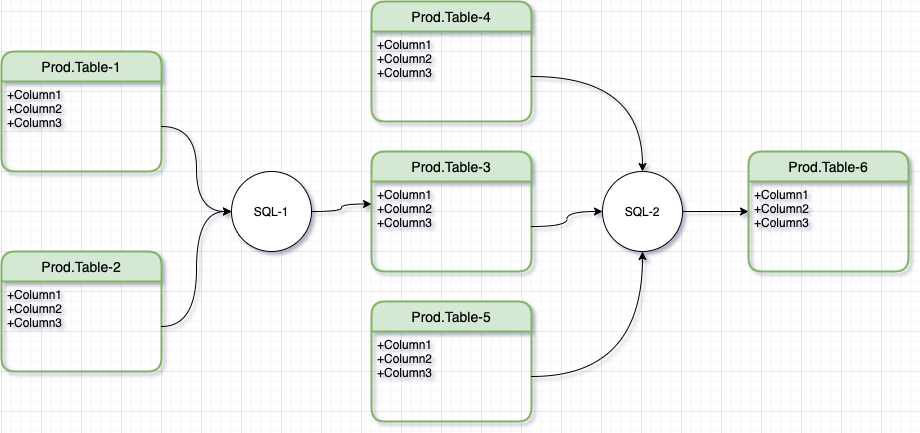 Prod.Table-1
+Column1
+Column2
+Column3
Prod.Table-2
+Column1
+Column2
+Column3
SQL-1
Prod.Table-4
+Column1
+Column2
+Column3
Prod.Table-3
+Column1
+Column2
+Column3
Prod.Table-5
+Column1
+Column2
+Column3
SQL-2
Prod.Table-6
+Column1
+Column2
+Column3